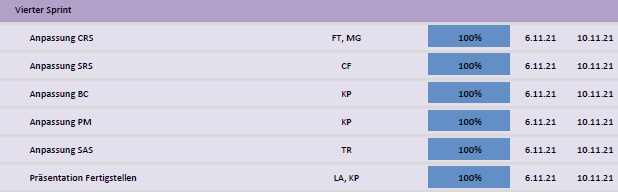 Vierter Sprint
Anpassung CRS FT, MG 100% 6.11.21 10.11.21
Anpassung SRS CF 100% 6.11.21 10.11.21
Anpassung BC KP 100% 6.11.21 10.11.21
Anpassung PM KP 100% 6.11.21 10.11.21
Anpassung SAS TR 100% 6.11.21 10.11.21
Präsentation Fertigstellen LA, KP 100% 6.11.21 10.11.21